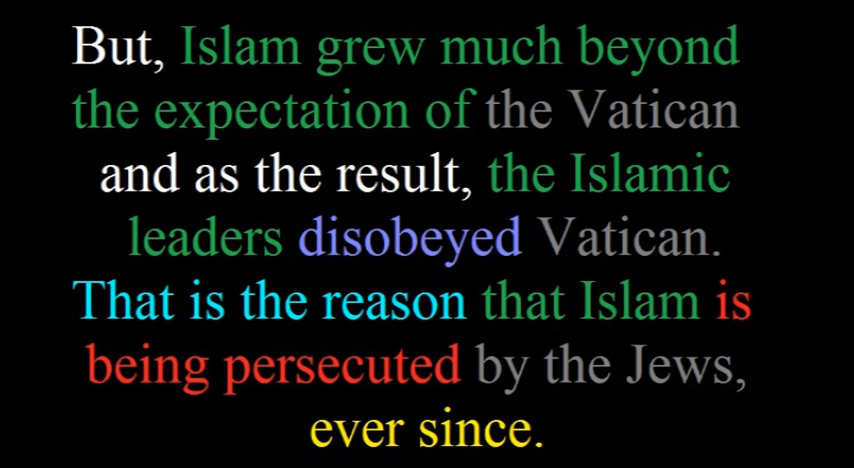 But, Islam grew much beyond
the expectation of the Vatican
and as the result, the Islamic
leaders disobeyed Vatican.
That is the reason that Islam is
being persecuted by the Jews,
ever since.